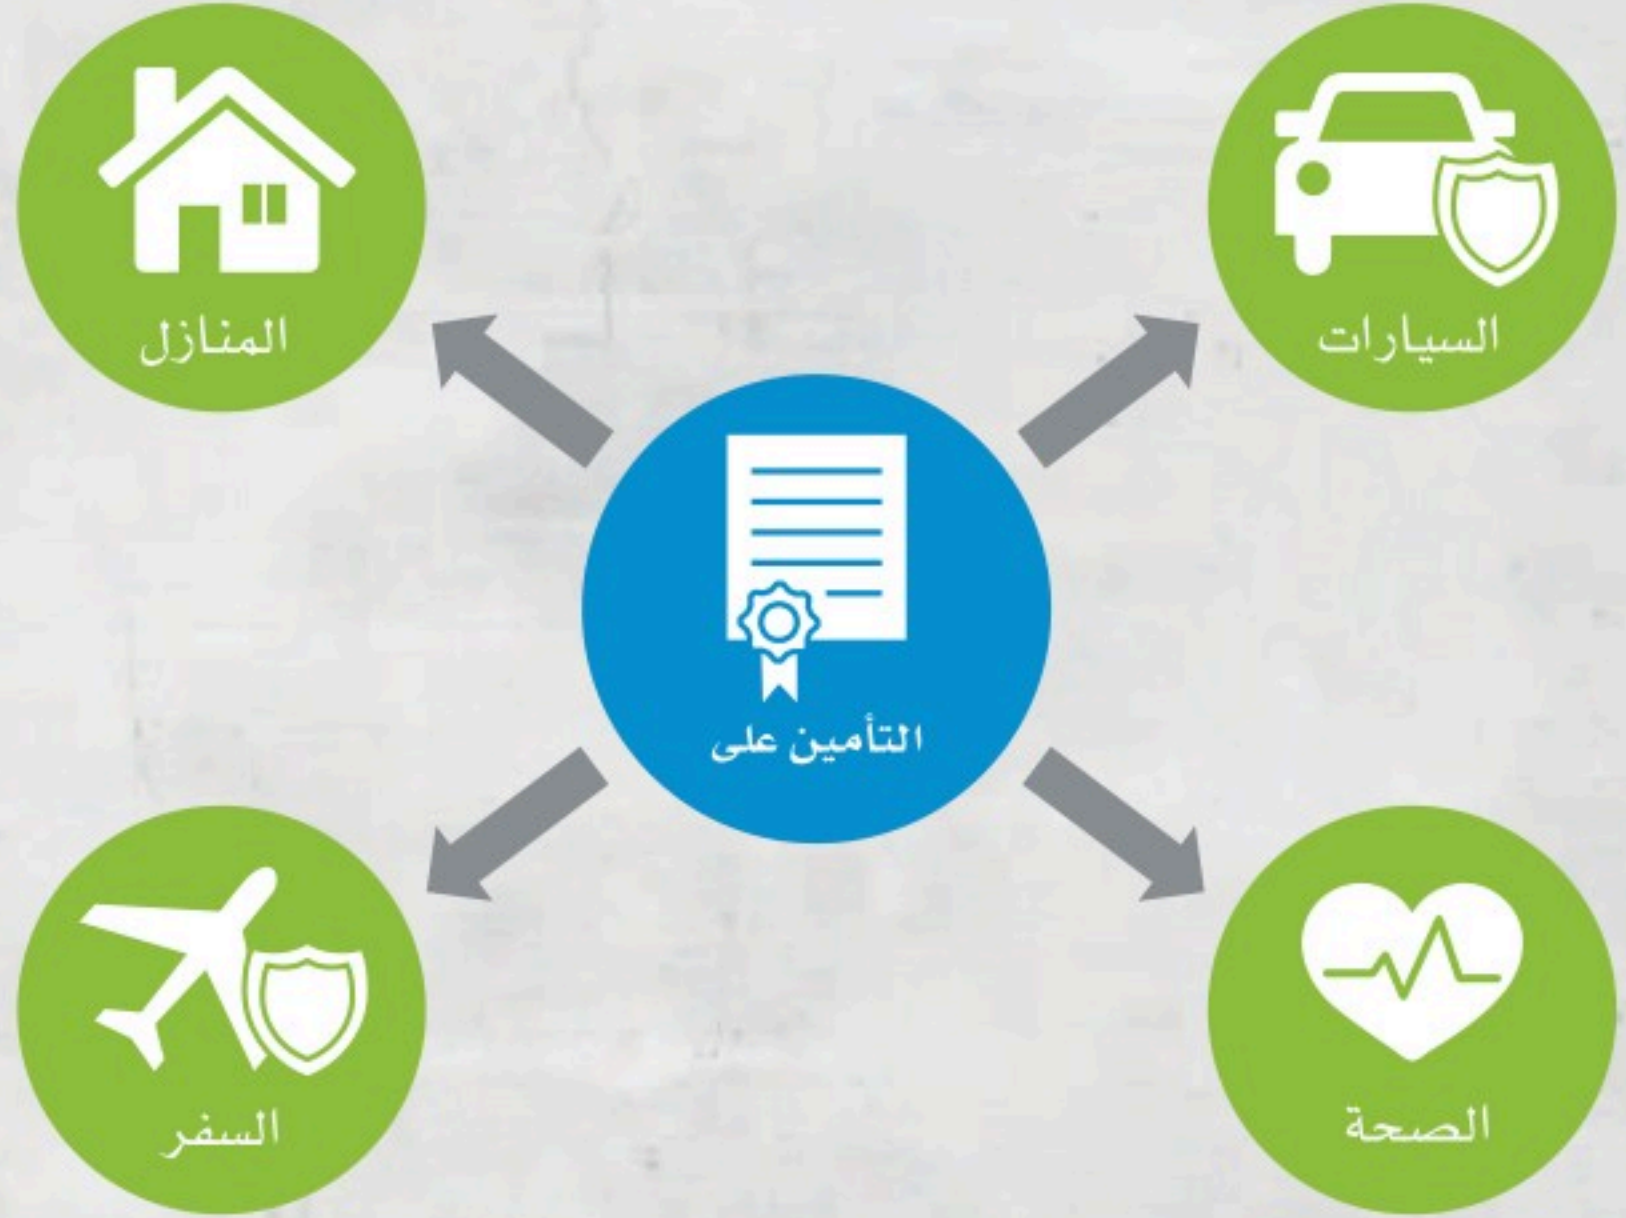 السيارات
المنازل
التأمين على
الصحة
السفر